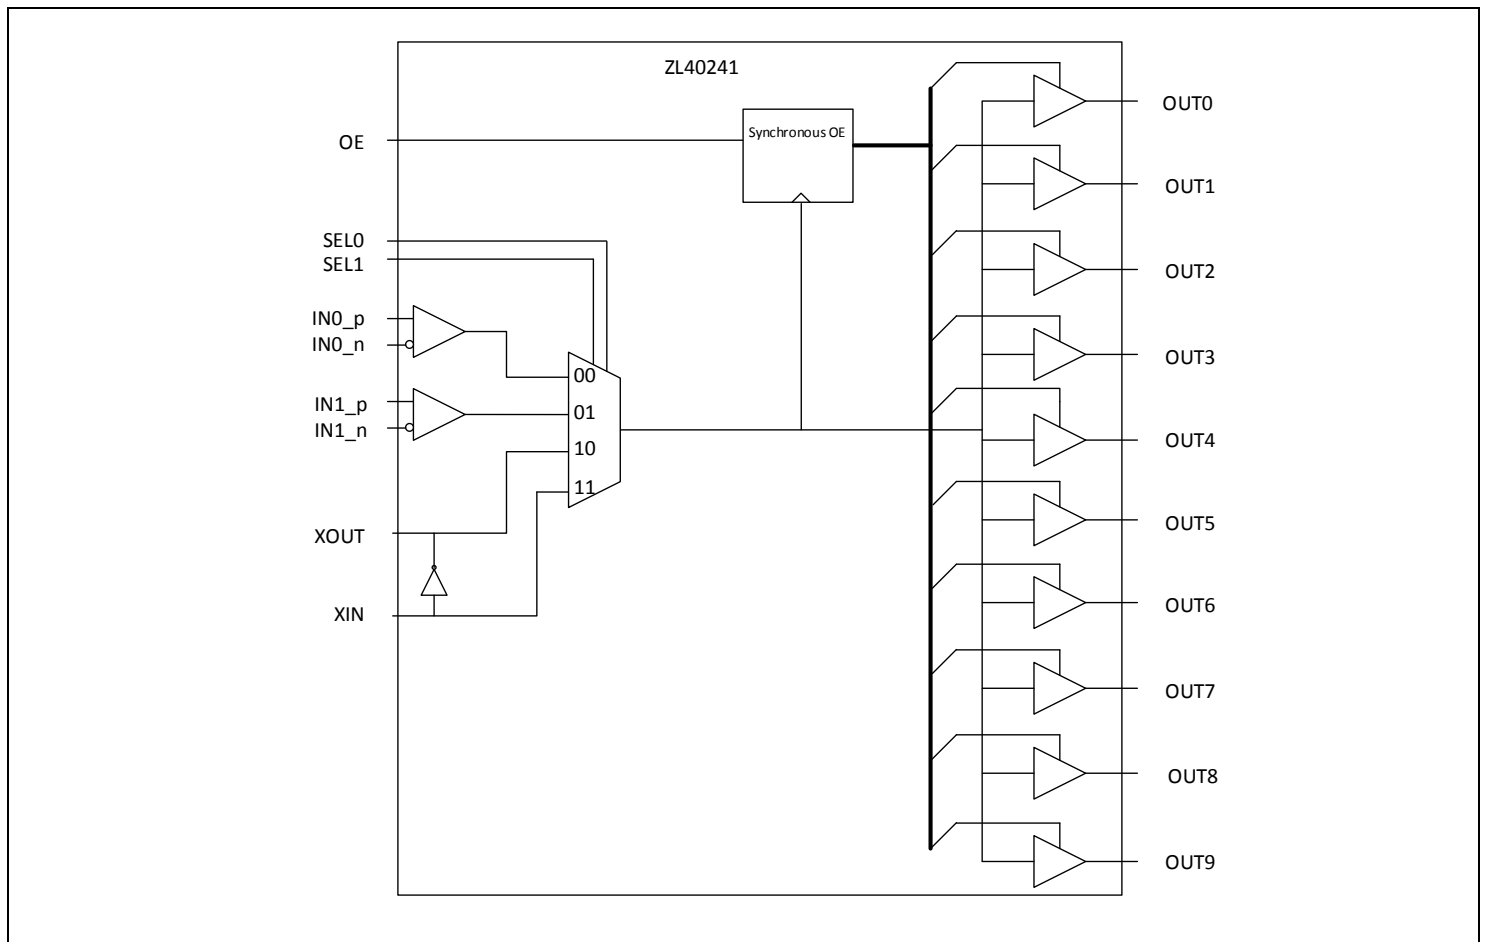 ZL40241
OE
Synchronous OE
SEL0
SEL1
IN0_p
IN0_n
IN1_p
IN1_n
XOUT
XIN
00
01
10
11
OUT0
OUT1
OUT2
OUT3
OUT4
OUT5
OUT6
OUT7
OUT8
OUT9